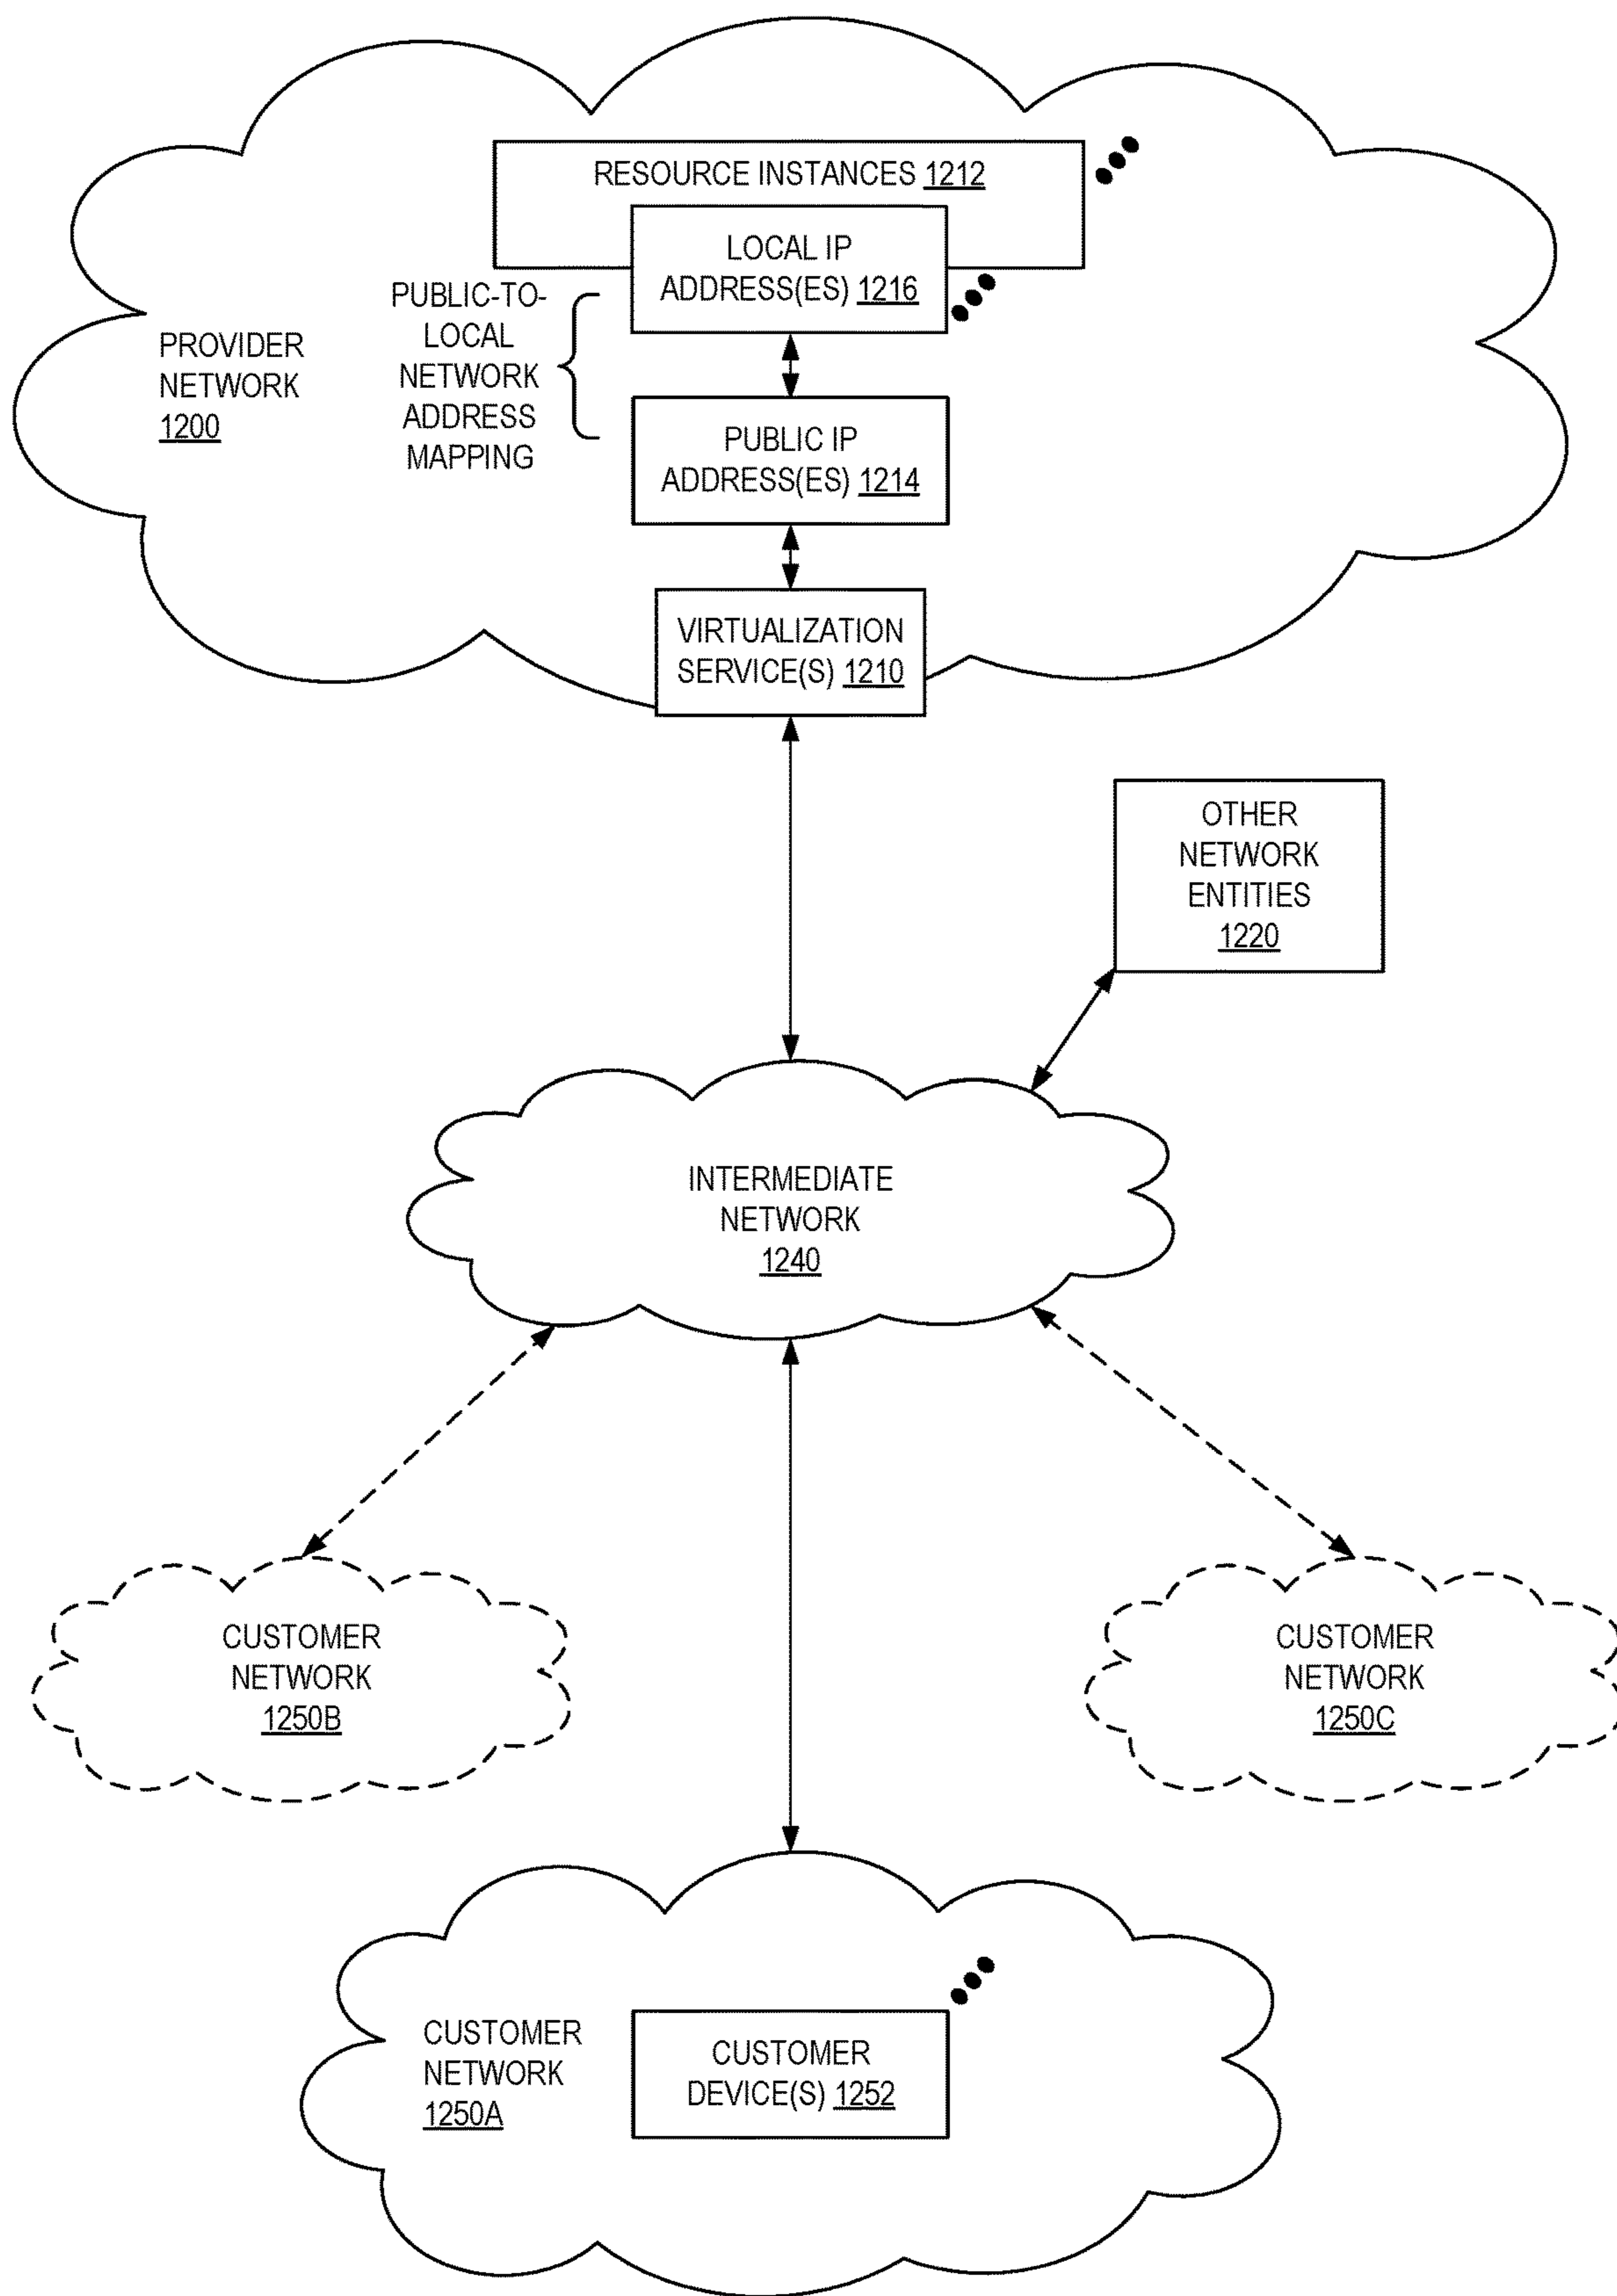 RESOURCE INSTANCES 1212
LOCAL IP
ADDRESS(ES) 1216
PUBLIC-TO-
LOCAL
NETWORK
ADDRESS
MAPPING
PROVIDER
NETWORK
1200
PUBLIC IP
ADDRESS(ES) 1214
VIRTUALIZATION
SERVICE(S) 1210
OTHER
NETWORK
ENTITIES
1220
INTERMEDIATE
NETWORK
1240
CUSTOMER
NETWORK
1250B
CUSTOMER
NETWORK
1250C
CUSTOMER
NETWORK
1250A
CUSTOMER
DEVICE(S) 1252